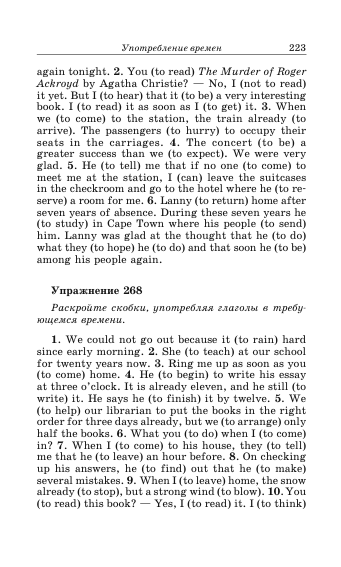 Употребление времен 223
again tonight. 2. You (to read) The Murder of Roger
Ackroyd by Agatha Christie? — No, I (not to read)
it yet. But I (to hear) that it (to be) a very interesting
book. I (to read) it as soon as I (to get) it. 3. When
we (to come) to the station, the train already (to
arrive). The passengers (to hurry) to occupy their
seats in the carriages. 4. The concert (to be) a
greater success than we (to expect). We were very
glad. 5. He (to tell) me that if no one (to come) to
meet me at the station, I (can) leave the suitcases
in the checkroom and go to the hotel where he (to re-
serve) a room for me. 6. Lanny (to return) home after
seven years of absence. During these seven years he
(to study) in Cape Town where his people (to send)
him. Lanny was glad at the thought that he (to do)
what they (to hope) he (to do) and that soon he (to be)
among his people again.
Упражнение 268
Раскройте скобки, употребляя глаголы в требу-
ющемся времени.
1. We could not go out because it (to rain) hard
since early morning. 2. She (to teach) at our school
for twenty years now. 3. Ring me up as soon as you
(to come) home. 4. He (to begin) to write his essay
at three o'clock. It is already eleven, and he still (to
write) it. He says he (to finish) it by twelve. 5. We
(to help) our librarian to put the books in the right
order for three days already, but we (to arrange) only
half the books. 6. What you (to do) when I (to come)
in? 7. When I (to come) to his house, they (to tell)
me that he (to leave) an hour before. 8. On checking
up his answers, he (to find) out that he (to make)
several mistakes. 9. When I (to leave) home, the snow
already (to stop), but a strong wind (to blow). 10. You
(to read) this book? — Yes, I (to read) it. I (to think)